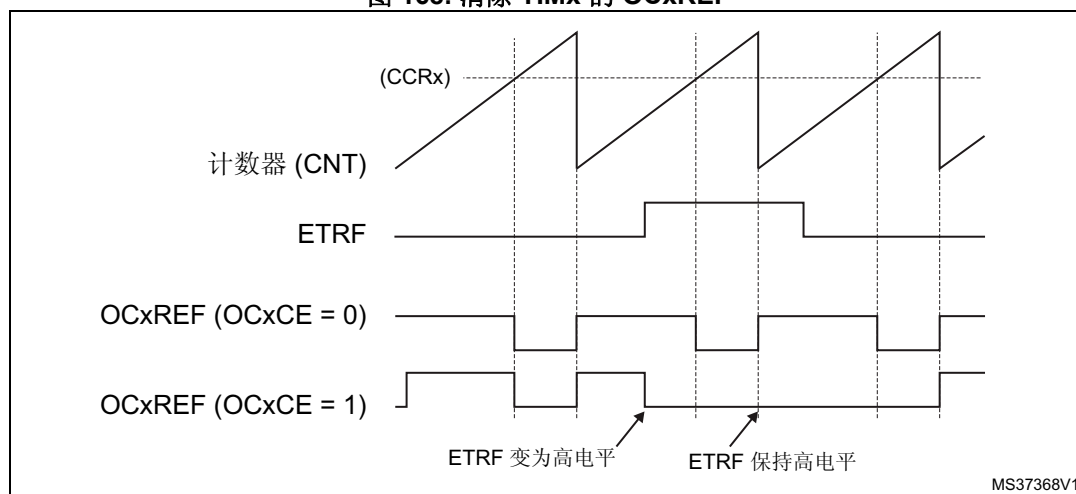 (CCRx)
计数器 (CNT)
ETRF
OCxREF (OCxCE = 0)
OCxREF (OCxCE = 1)
ETRF 变为高电平
ETRF 保持高电平
MS37368V1